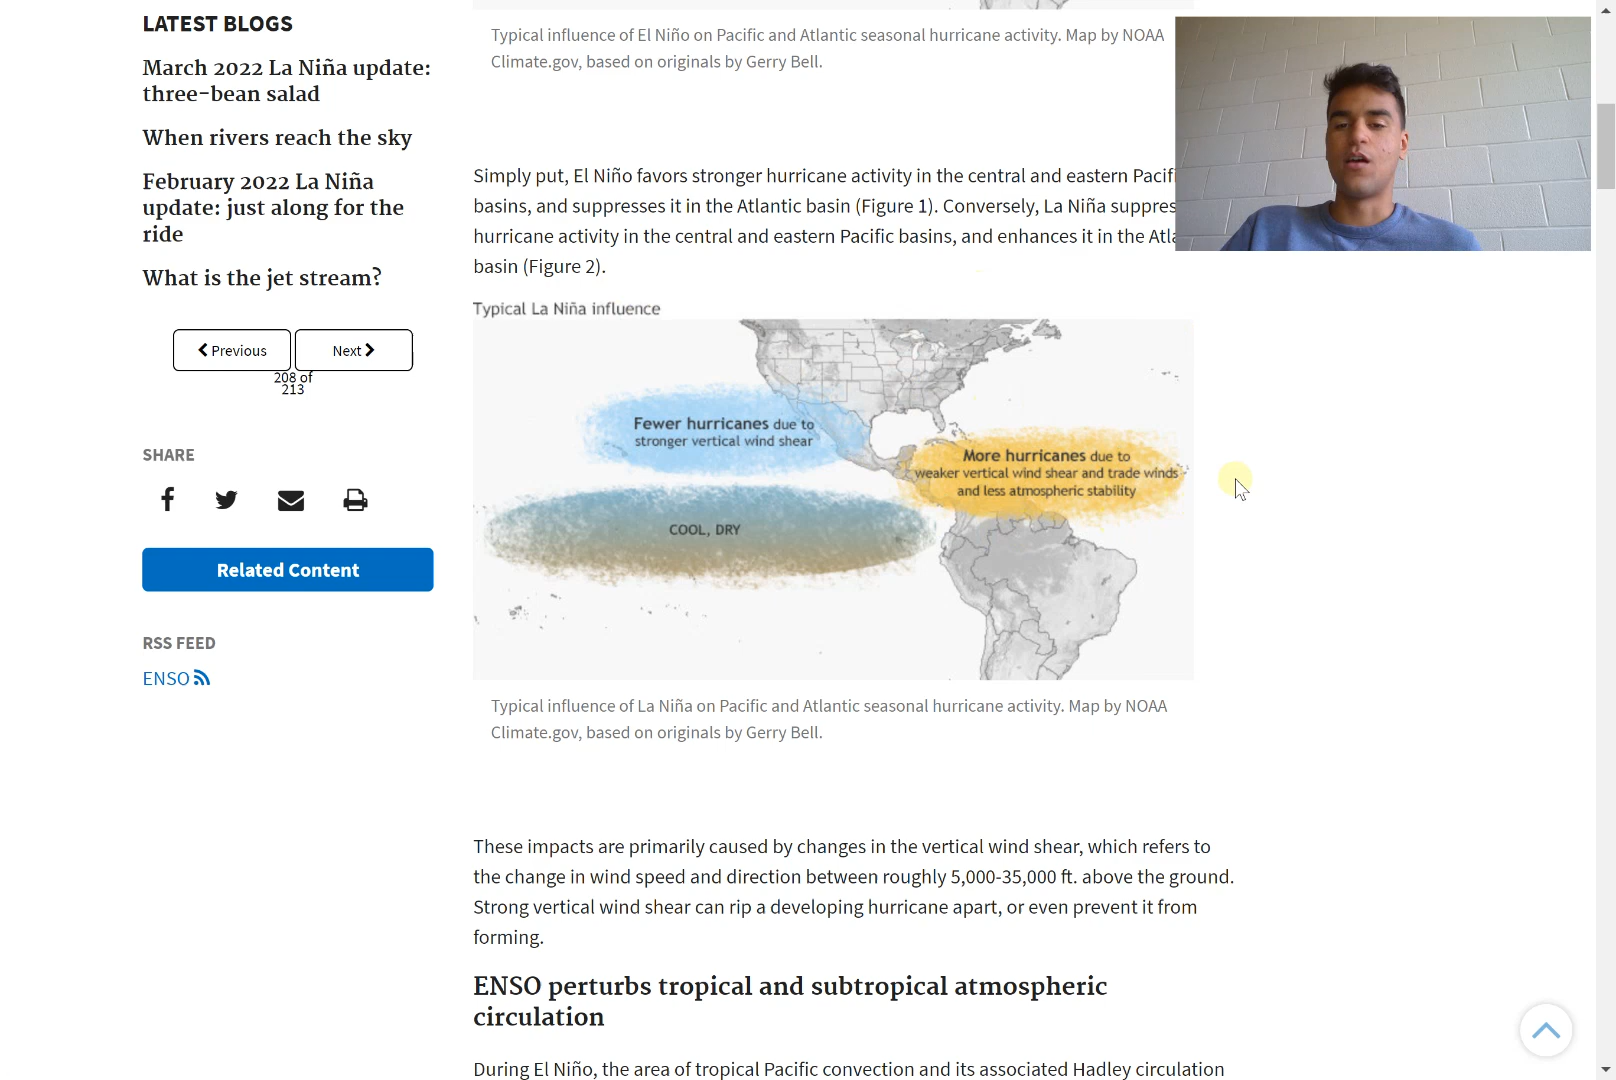 LATEST BLOGS
March 2022 La Niña update:
three-bean salad
When rivers reach the sky
February 2022 La Niña
update: just along for the
ride
What is the jet stream?
Previous
Next
208 of
213
SHARE
Related Content
RSS FEED
ENSO
Typical influence of El Niño on Pacific and Atlantic seasonal hurricane activity. Map by NOAA
Climate.gov, based on originals by Gerry Bell.
Simply put, El Niño favors stronger hurricane activity in the central and eastern
basins, and suppresses it in the Atlantic basin (Figure 1). Conversely, La Niña
hurricane activity in the central and eastern Pacific basins, and enhances it in the
basin (Figure 2).
Typical La Niña influence
Fewer hurricanes due to
stronger vertical wind shear
More hurricanes due to
weaker vertical wind shear and trade winds
and less atmospheric stability
COOL, DRY
Typical influence of La Niña on Pacific and Atlantic seasonal hurricane activity. Map by NOAA
Climate.gov, based on originals by Gerry Bell.
These impacts are primarily caused by changes in the vertical wind shear, which refers to
the change in wind speed and direction between roughly 5,000-35,000 ft. above the ground.
Strong vertical wind shear can rip a developing hurricane apart, or even prevent it from
forming.
ENSO perturbs tropical and subtropical atmospheric
circulation
During El Niño, the area of tropical Pacific convection and its associated Hadley circulation